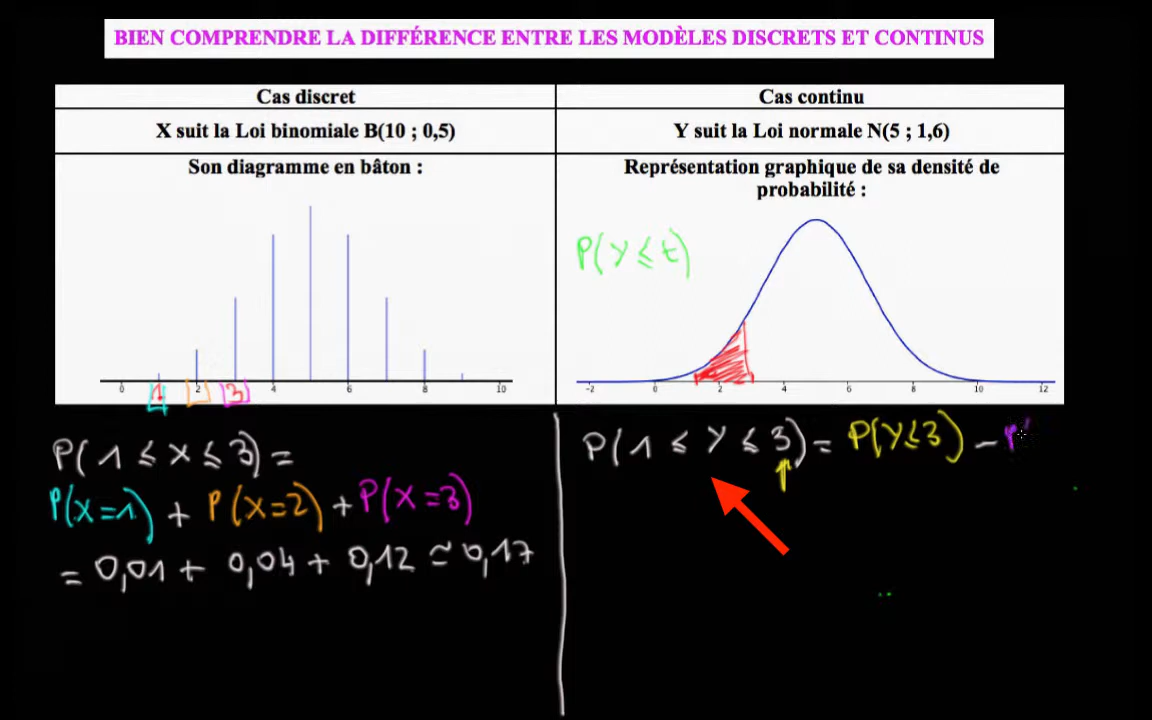 BIEN COMPRENDRE LA DIFFÉRENCE ENTRE LES MODÈLES DISCRETS ET CONTINUS
Cas discret
Cas continu
X suit la Loi binomiale B(10 ; 0,5)
Y suit la Loi normale N(5 ; 1,6)
Son diagramme en bâton :
Représentation graphique de sa densité de
probabilité :
P(Y ≤ t)
0 1 2 3 4 6 8 10
-2 0 2 4 6 8 10 12
P(1 ≤ X ≤ 3) =
P(X=1) + P(X=2) + P(X=3)
= 0,01 + 0,04 + 0,12 ≃ 0,17
P(1 ≤ Y ≤ 3) = P(Y≤3) –